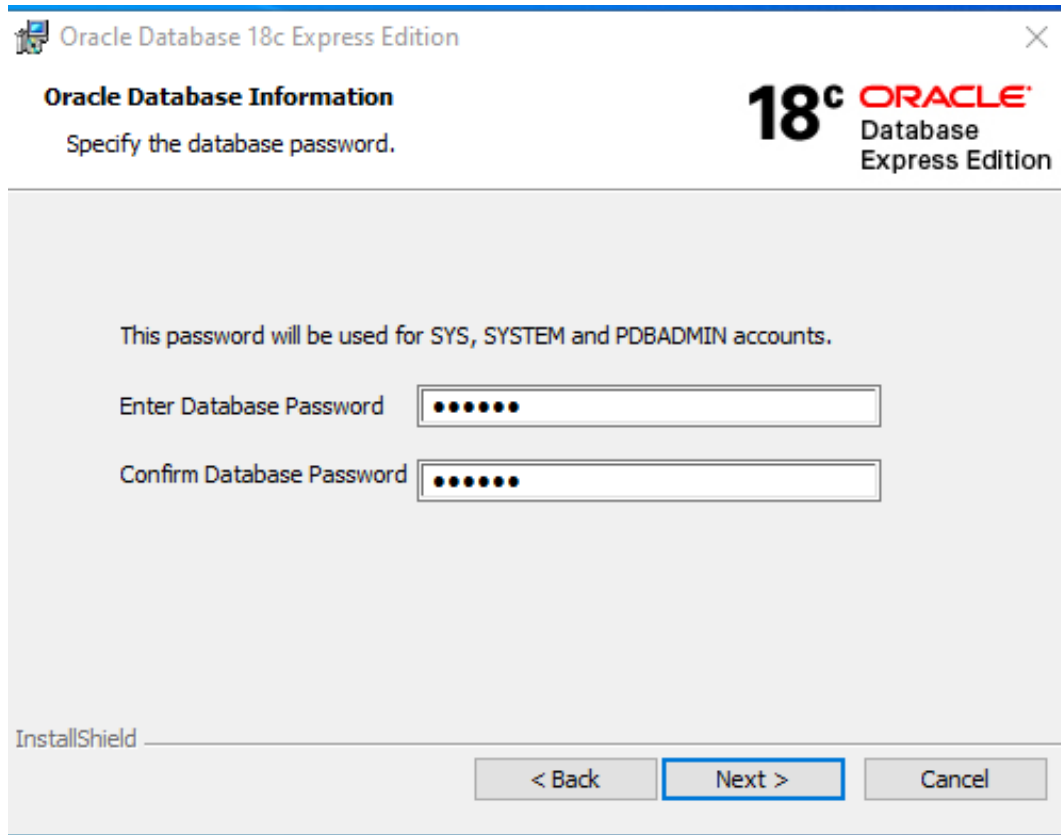 Oracle Database 18c Express Edition
Oracle Database Information
Specify the database password.
18c ORACLE
Database
Express Edition
This password will be used for SYS, SYSTEM and PDBADMIN accounts.
Enter Database Password ••••••
Confirm Database Password ••••••
InstallShield
< Back Next > Cancel